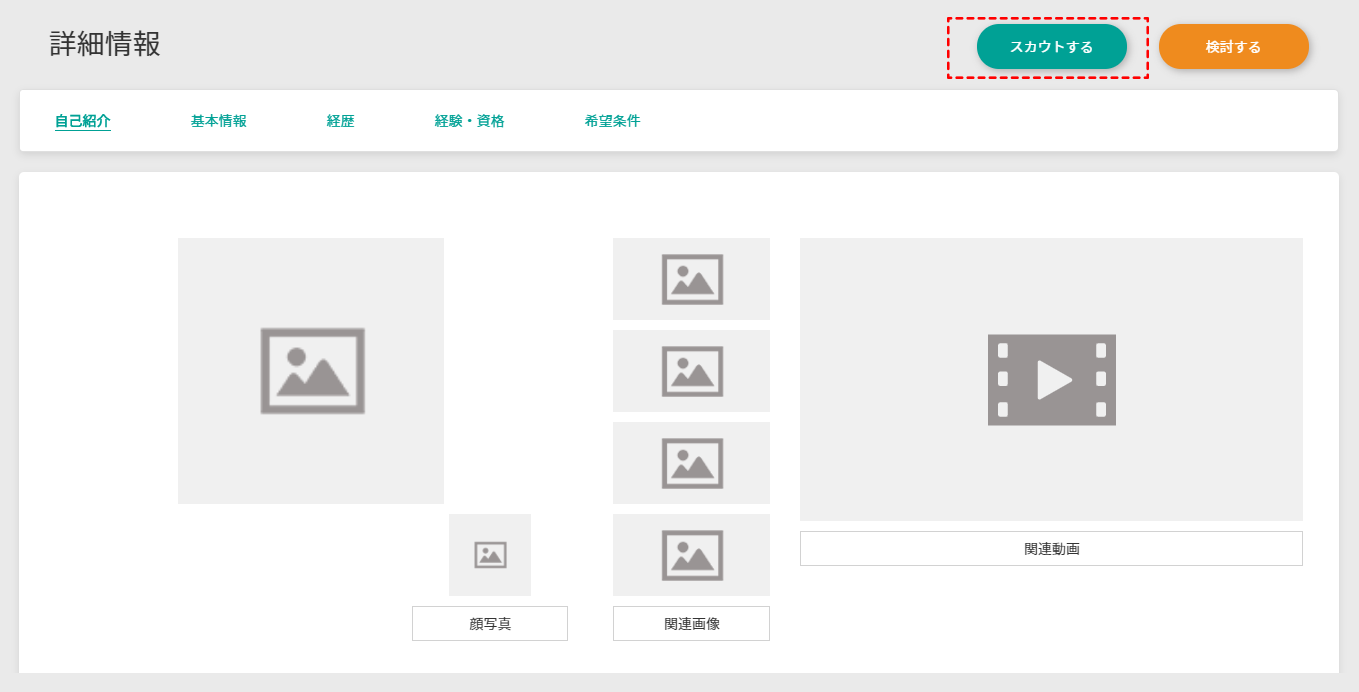 詳細情報
スカウトする
検討する
自己紹介
基本情報
経歴
経験・資格
希望条件
顔写真
関連画像
関連動画